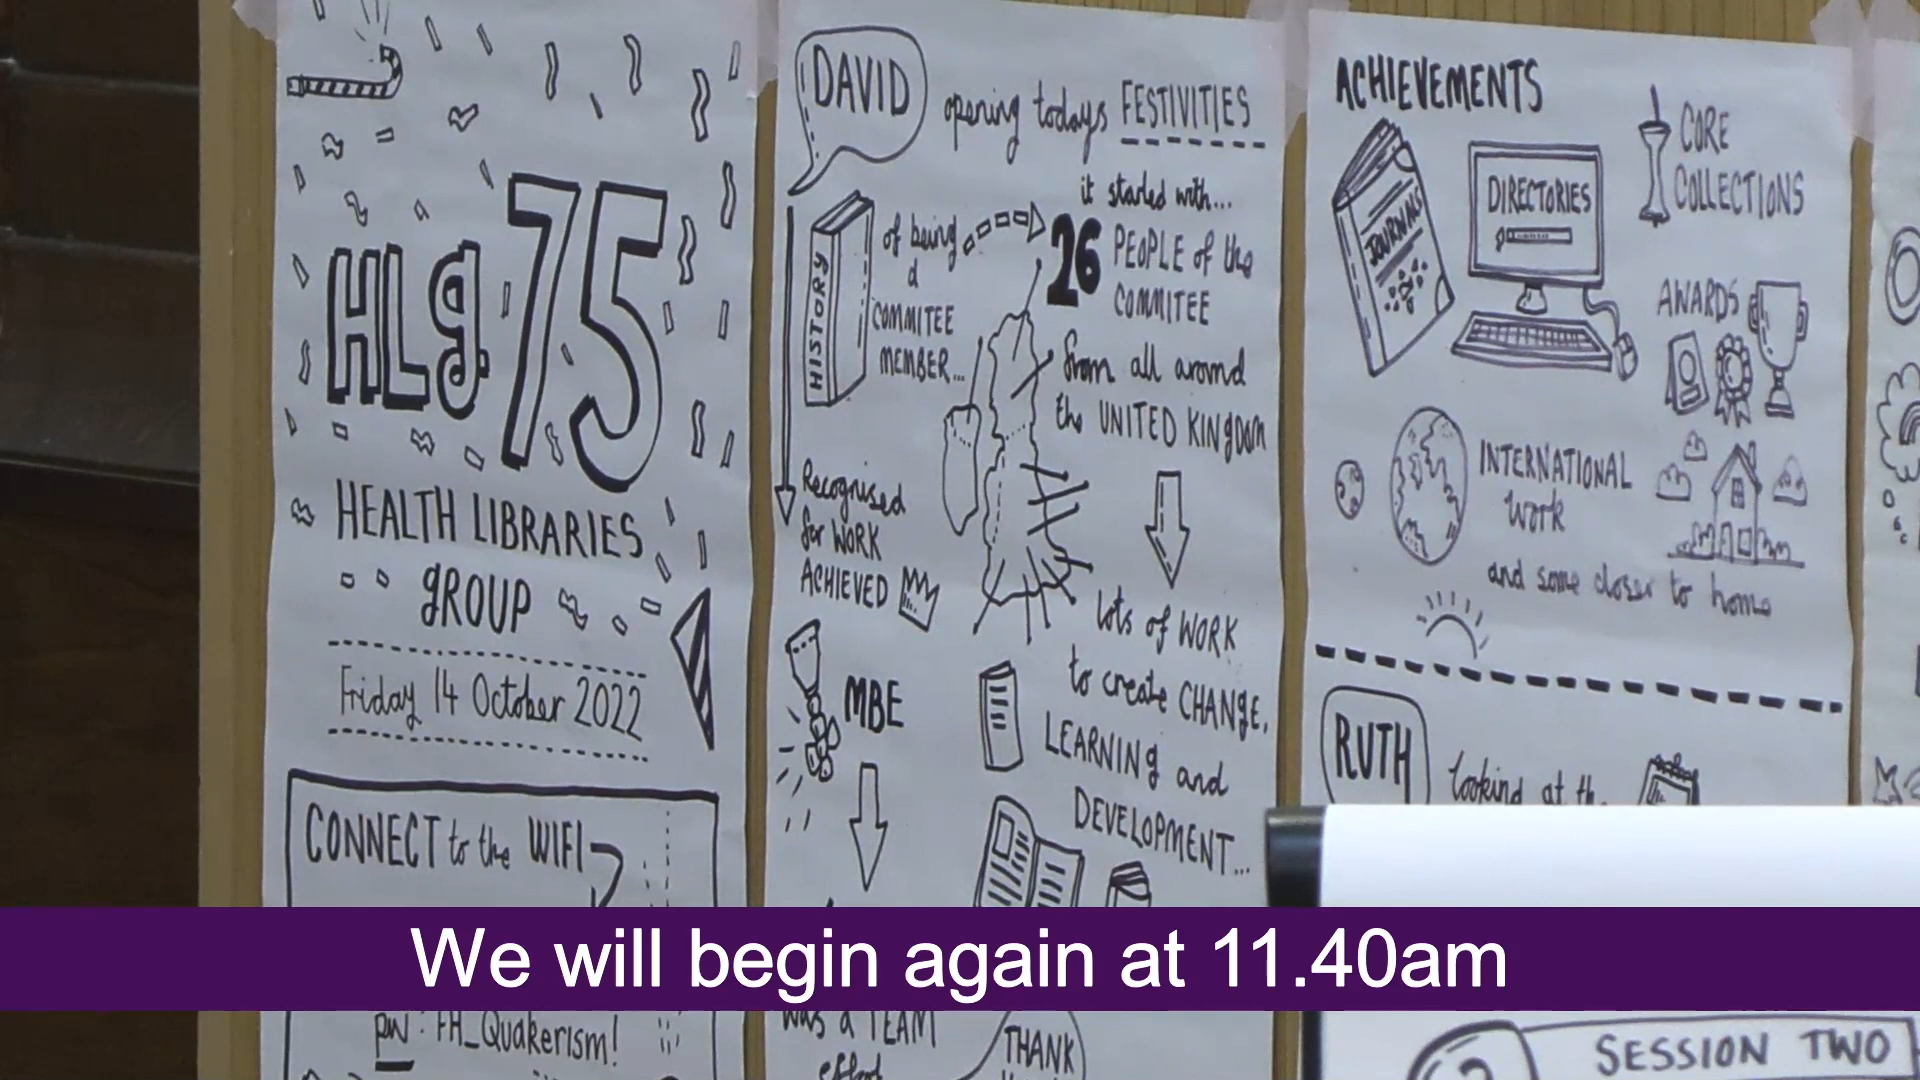 HLG. 75
HEALTH LIBRARIES
GROUP
Friday 14 October 2022
CONNECT to the WIFI
pw: FH_Quakerism!
DAVID
opening todays FESTIVITIES
HISTORY
of being
a
COMMITEE
MEMBER...
it started with...
26 PEOPLE of the
COMMITEE
from all around
the UNITED KINGDOM
Recognised
for WORK
ACHIEVED
MBE
lots of WORK
to create CHANGE,
LEARNING and
DEVELOPMENT...
was a TEAM
effort
THANK
ACHIEVEMENTS
JOURNALS
DIRECTORIES
CORE
COLLECTIONS
AWARDS
INTERNATIONAL
work
and some closer to home
RUTH
looking at
SESSION TWO
We will begin again at 11.40am